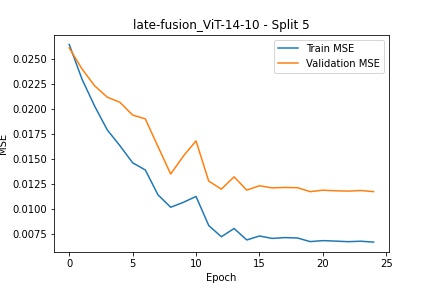 late-fusion_ViT-14-10 - Split 5
Train MSE
Validation MSE
0.0250
0.0225
0.0200
0.0175
0.0150
0.0125
0.0100
0.0075
MSE
0
5
10
15
20
25
Epoch